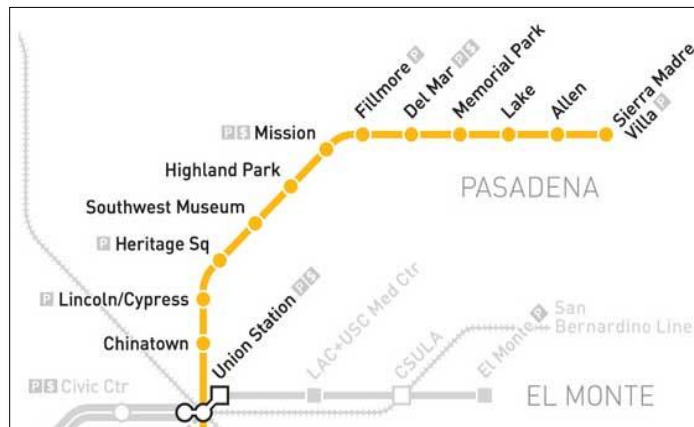 Fillmore P
Del Mar P $
Memorial Park
Lake
Allen
Sierra Madre
Villa P
P $ Mission
Highland Park
PASADENA
Southwest Museum
P Heritage Sq
Union Station P $
P Lincoln/Cypress
LAC+USC Med Ctr
CSULA
El Monte P
San
Bernardino Line
Chinatown
P $ Civic Ctr
EL MONTE